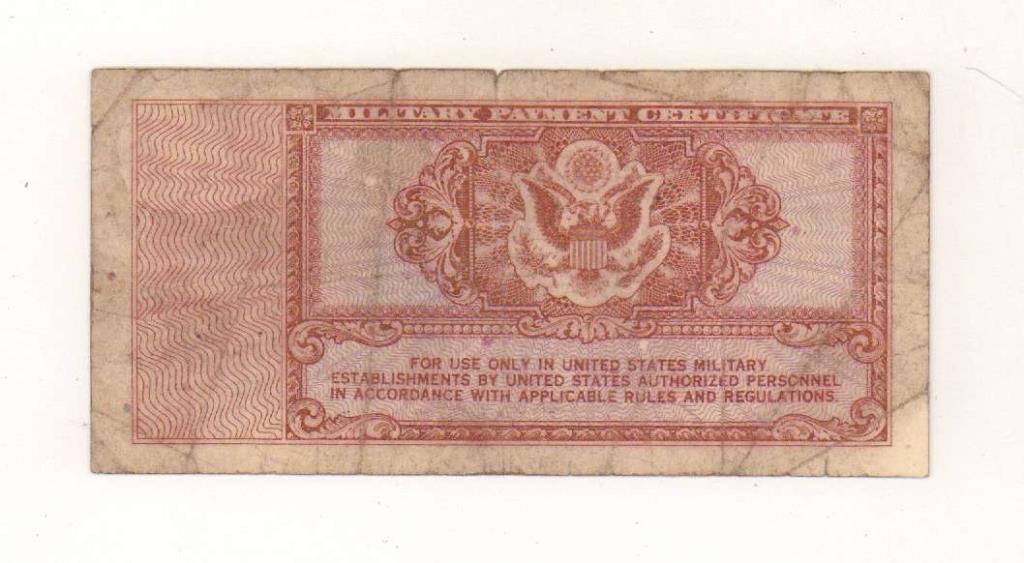 MILITARY PAYMENT CERTIFICATE
FOR USE ONLY IN UNITED STATES MILITARY
ESTABLISHMENTS BY UNITED STATES AUTHORIZED PERSONNEL
IN ACCORDANCE WITH APPLICABLE RULES AND REGULATIONS.